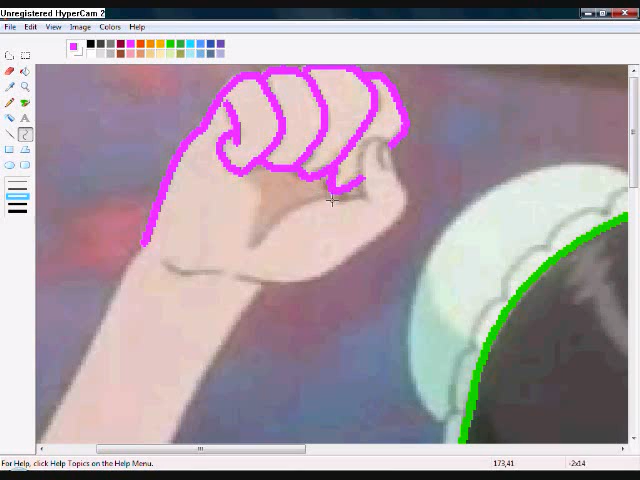 Unregistered HyperCam 2
File Edit View Image Colors Help
A
For Help, click Help Topics on the Help Menu. 173,41 -2x14